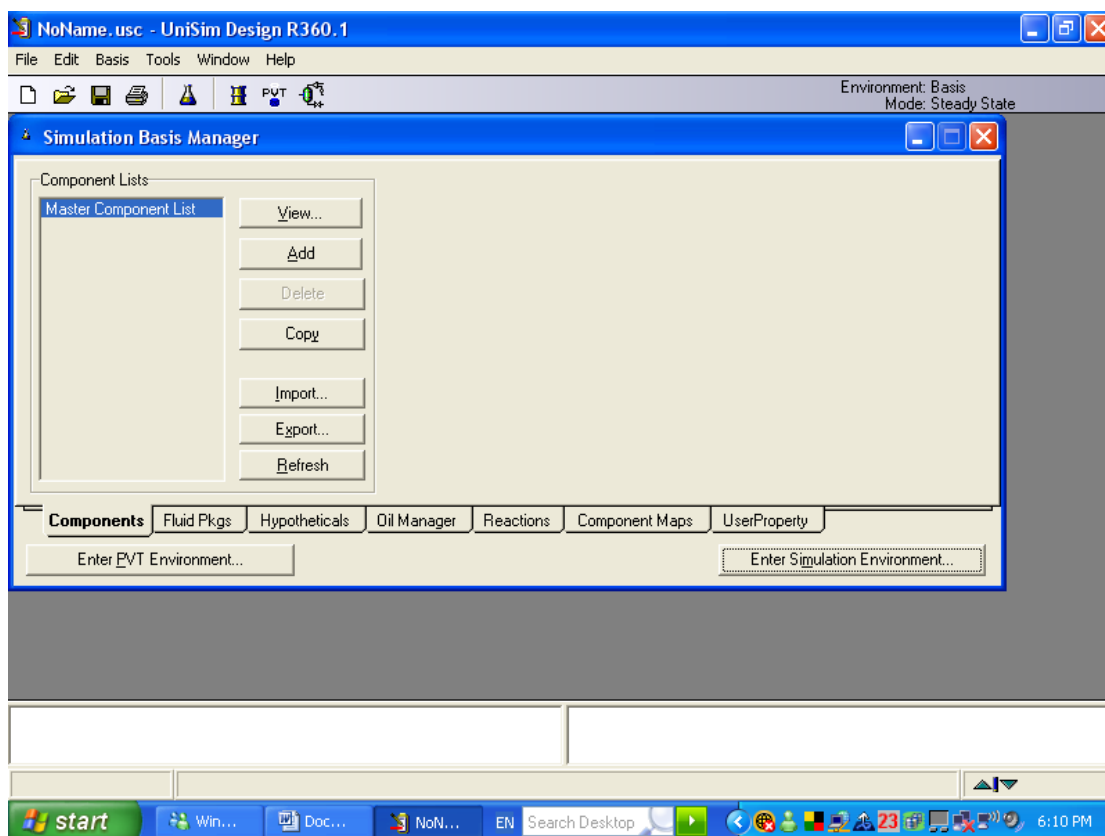 NoName.usc - UniSim Design R360.1
File Edit Basis Tools Window Help
PVT
Environment: Basis
Mode: Steady State
Simulation Basis Manager
Component Lists
Master Component List
View...
Add
Delete
Copy
Import...
Export...
Refresh
Components Fluid Pkgs Hypotheticals Oil Manager Reactions Component Maps UserProperty
Enter PVT Environment... Enter Simulation Environment...
start Win... Doc... NoN... EN Search Desktop 23 6:10 PM